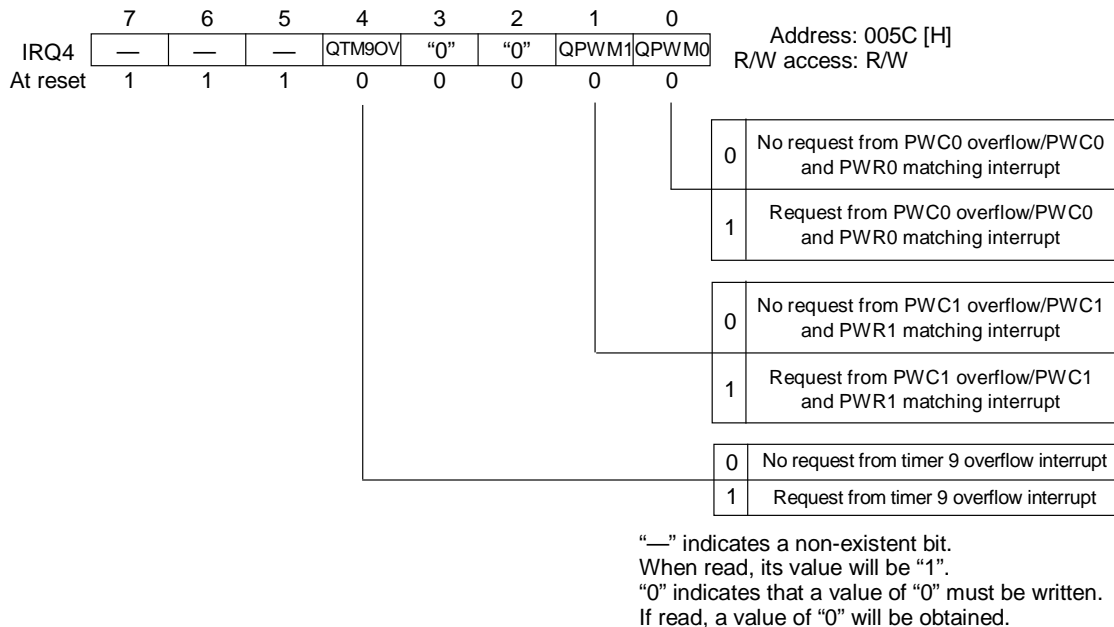 7 6 5 4 3 2 1 0
IRQ4 — — — QTM9OV “0” “0” QPWM1 QPWM0
At reset 1 1 1 0 0 0 0 0
Address: 005C [H]
R/W access: R/W
0 No request from PWC0 overflow/PWC0
and PWR0 matching interrupt
1 Request from PWC0 overflow/PWC0
and PWR0 matching interrupt
0 No request from PWC1 overflow/PWC1
and PWR1 matching interrupt
1 Request from PWC1 overflow/PWC1
and PWR1 matching interrupt
0 No request from timer 9 overflow interrupt
1 Request from timer 9 overflow interrupt
“—” indicates a non-existent bit.
When read, its value will be “1”.
“0” indicates that a value of “0” must be written.
If read, a value of “0” will be obtained.